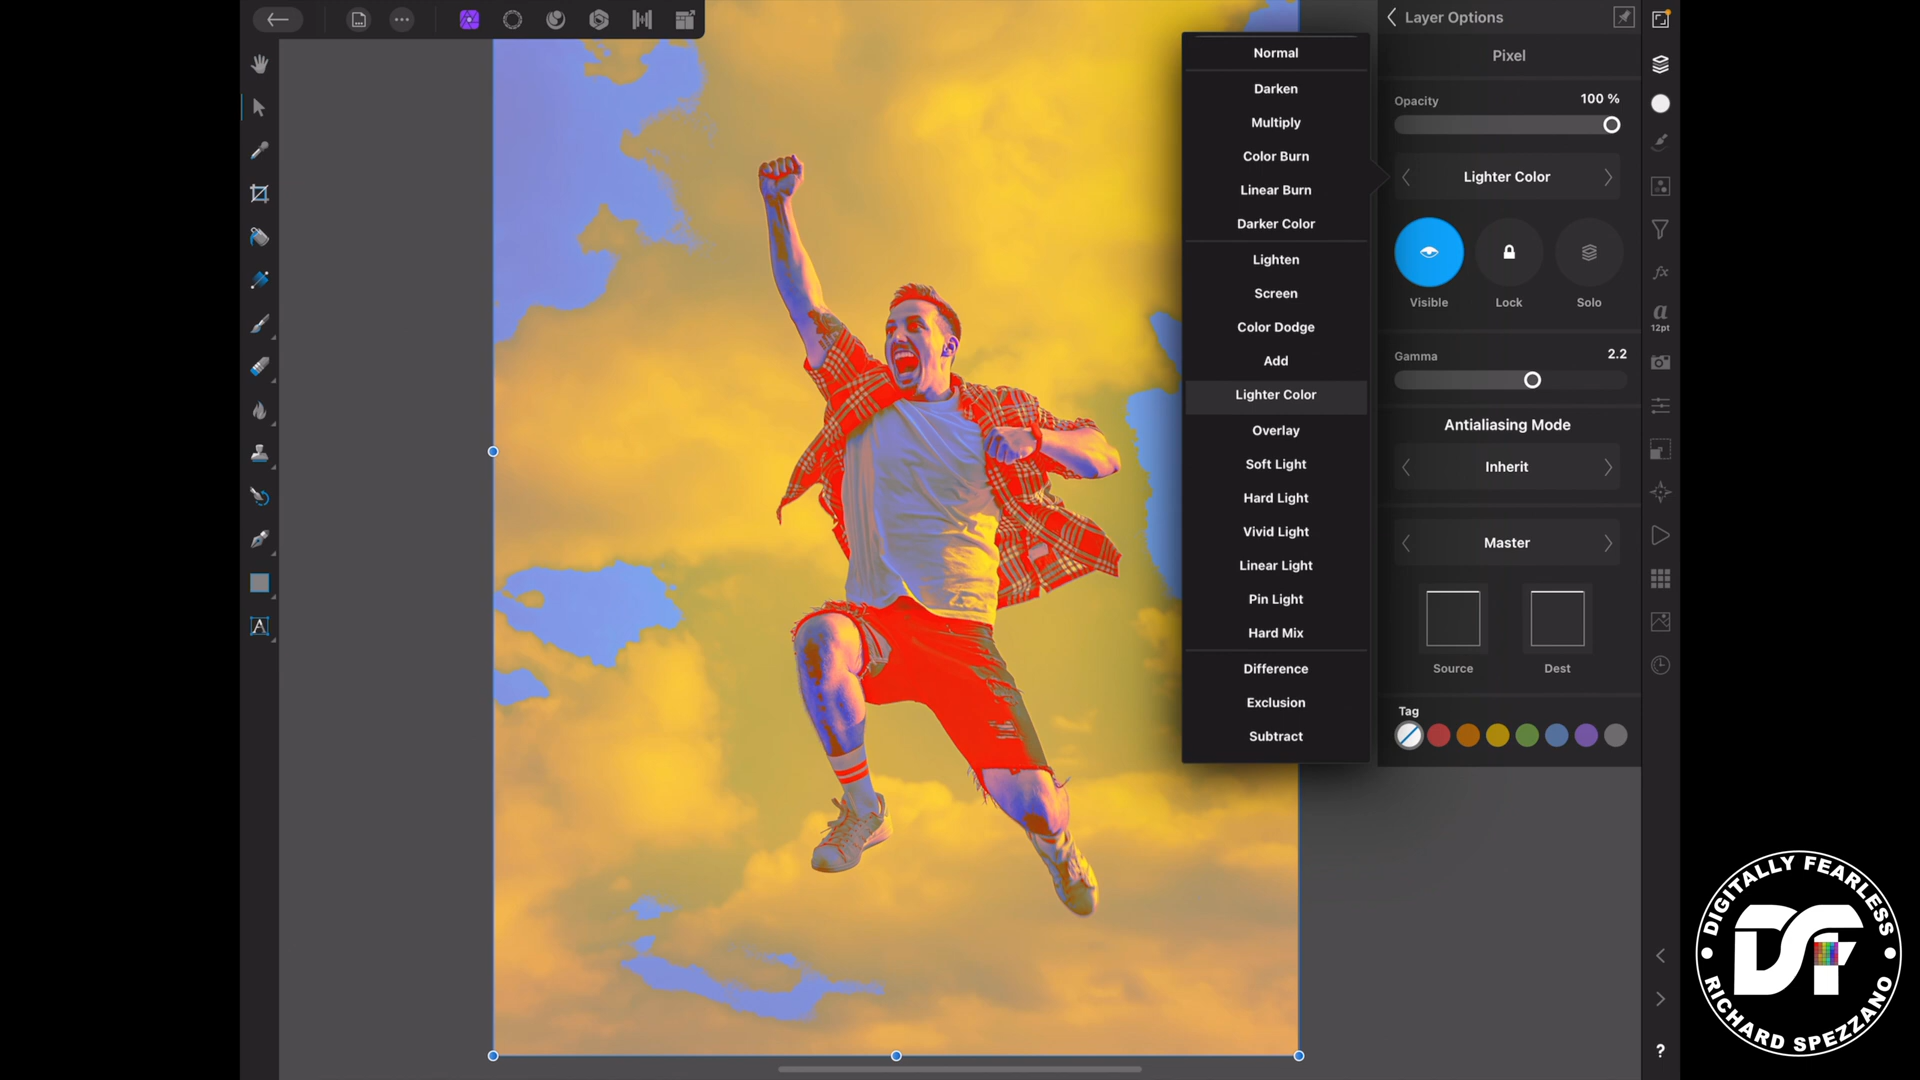 Layer Options
Pixel
Opacity
100 %
Lighter Color
Visible
Lock
Solo
Gamma
2.2
Antialiasing Mode
Inherit
Master
Source
Dest
Tag
Normal
Darken
Multiply
Color Burn
Linear Burn
Darker Color
Lighten
Screen
Color Dodge
Add
Lighter Color
Overlay
Soft Light
Hard Light
Vivid Light
Linear Light
Pin Light
Hard Mix
Difference
Exclusion
Subtract
A
a
12pt
fx
?
DIGITALLY FEARLESS
DF
RICHARD SPEZZANO